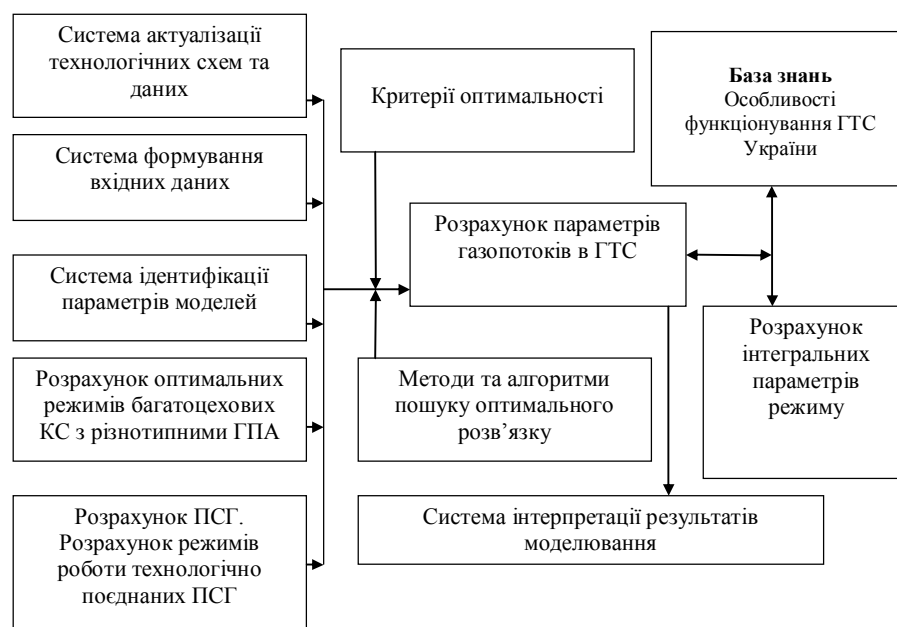 Система актуалізації
технологічних схем та
даних
Критерії оптимальності
База знань
Особливості
функціонування ГТС
України
Система формування
вхідних даних
Розрахунок параметрів
газопотоків в ГТС
Система ідентифікації
параметрів моделей
Розрахунок
інтегральних
параметрів
режиму
Розрахунок оптимальних
режимів багатоцехових
КС з різнотипними ГПА
Методи та алгоритми
пошуку оптимального
розв’язку
Розрахунок ПСГ.
Розрахунок режимів
роботи технологічно
поєднаних ПСГ
Система інтерпретації результатів
моделювання